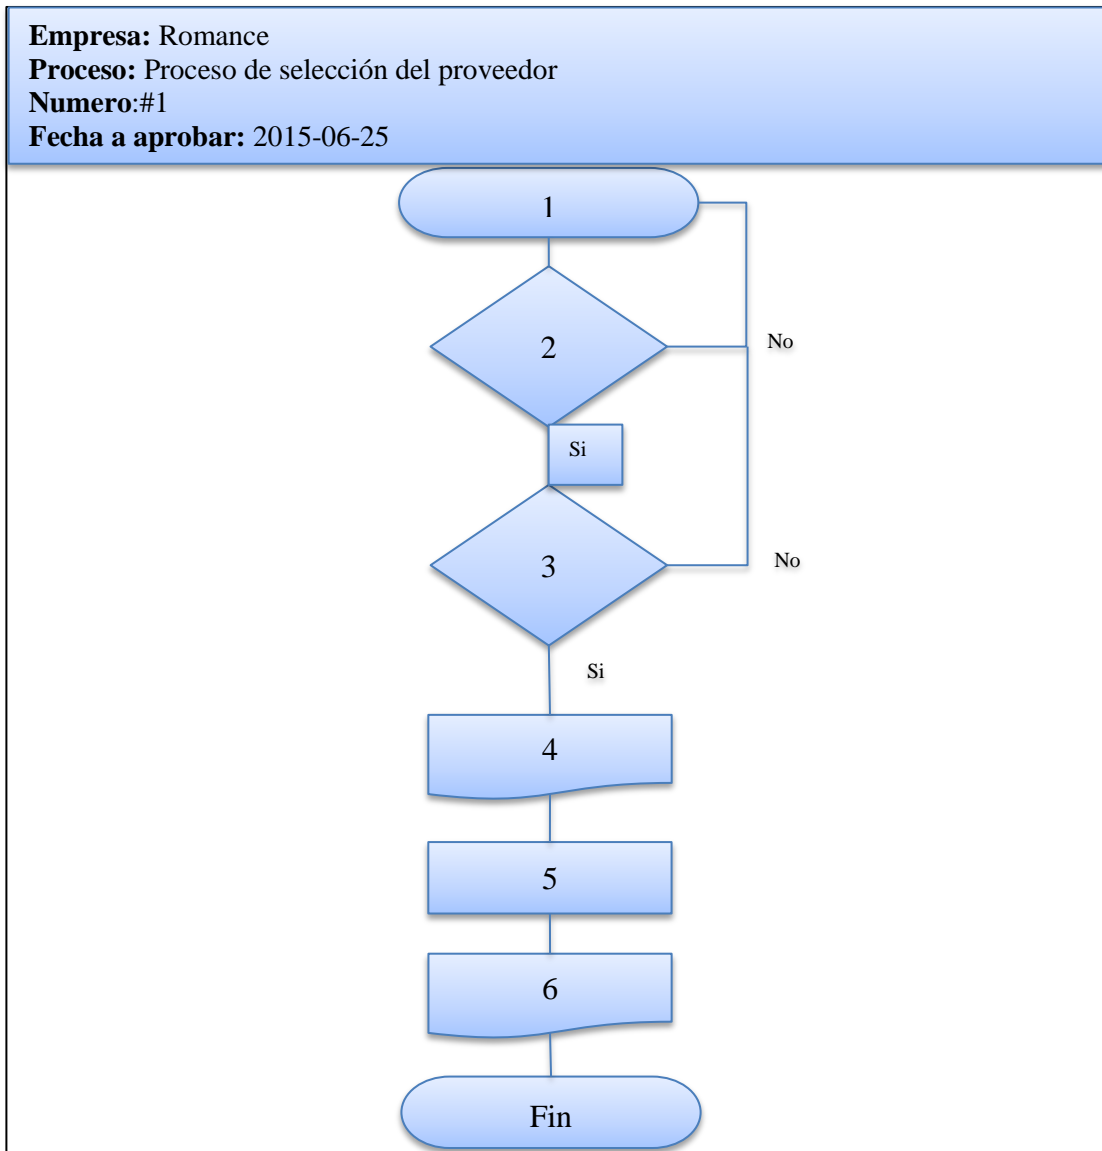 Empresa: Romance
Proceso: Proceso de selección del proveedor
Numero:#1
Fecha a aprobar: 2015-06-25
1
2
No
Si
3
No
Si
4
5
6
Fin